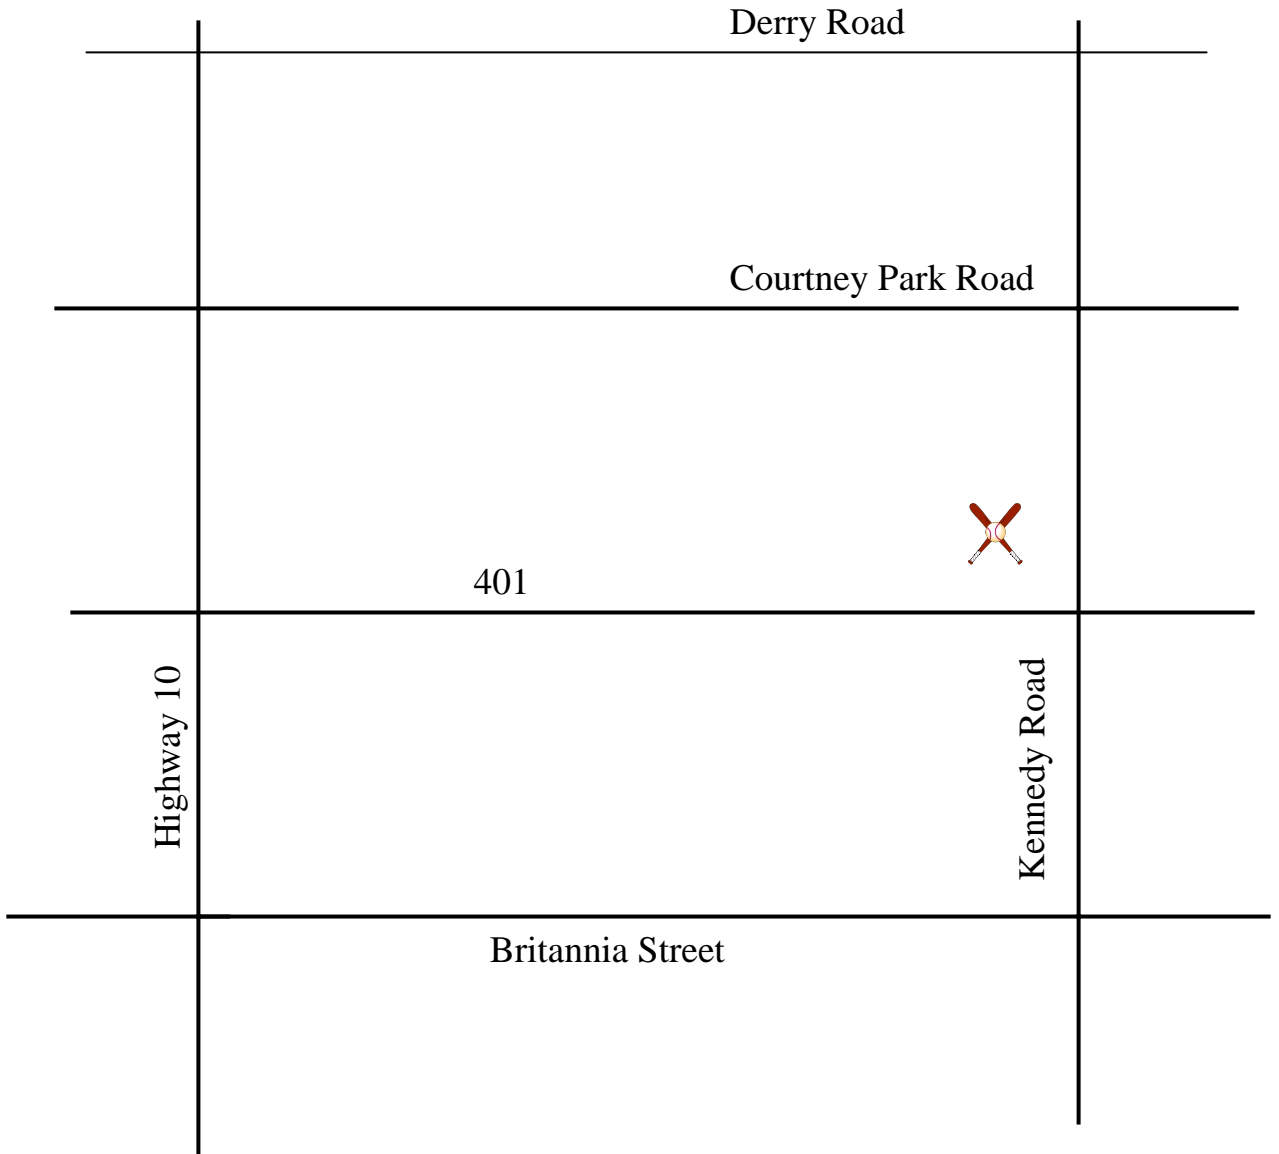 Derry Road
Courtney Park Road
401
Highway 10
Kennedy Road
Britannia Street